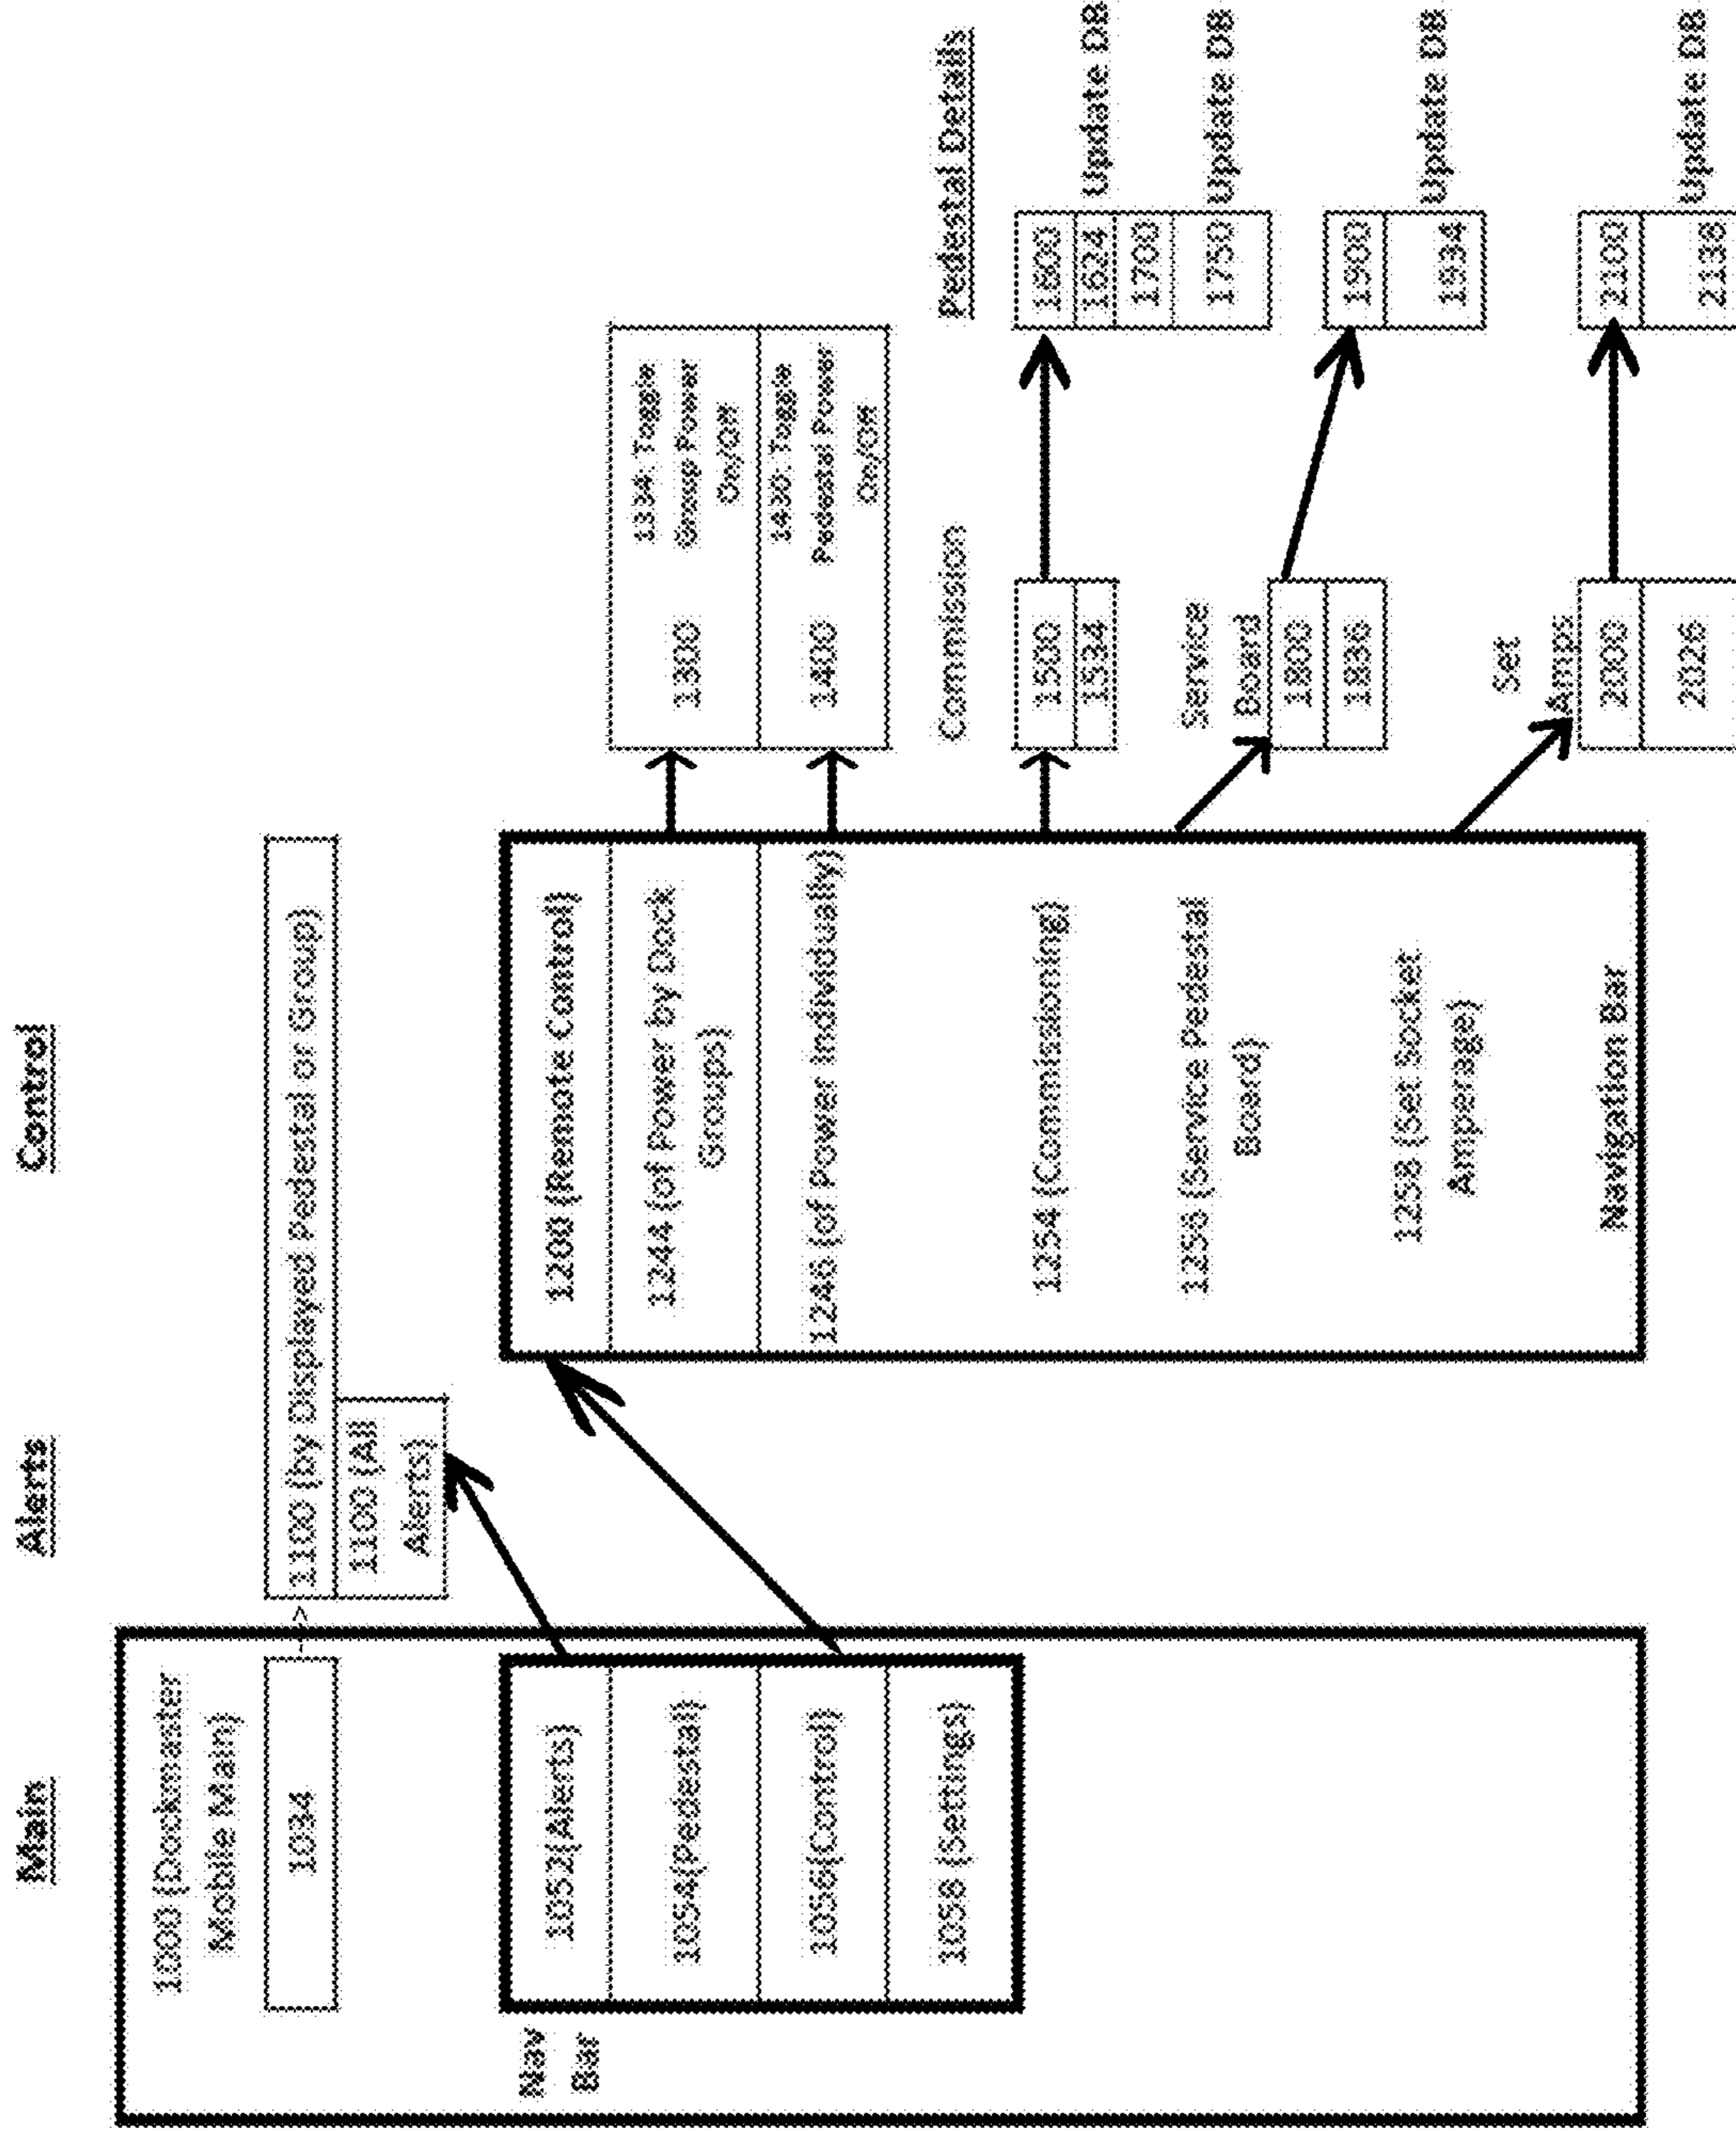 Main
Alerts
Control
1000 (Dockmaster
Mobile Main)
1034
1100 (by Displayed Pedestal or Group)
1100 (All
Alerts)
Nav
Bar
1052(Alerts)
1054(Pedestal)
1056(Control)
1058 (Settings)
1200 (Remote Control)
1244 (of Power by Dock
Groups)
1246 (of Power Individually)
1254 (Commissioning)
1256 (Service Pedestal
Board)
1258 (Set Socket
Amperage)
Navigation Bar
1300
1334: Toggle
Group Power
On/Off
1400
1430: Toggle
Pedestal Power
On/Off
Commission
Pedestal Details
1500
1534
1600
1624
Update DB
1700
1750
Update DB
Service
Board
1800
1836
1900
1934
Update DB
Set
Amps
2000
2026
2100
2138
Update DB